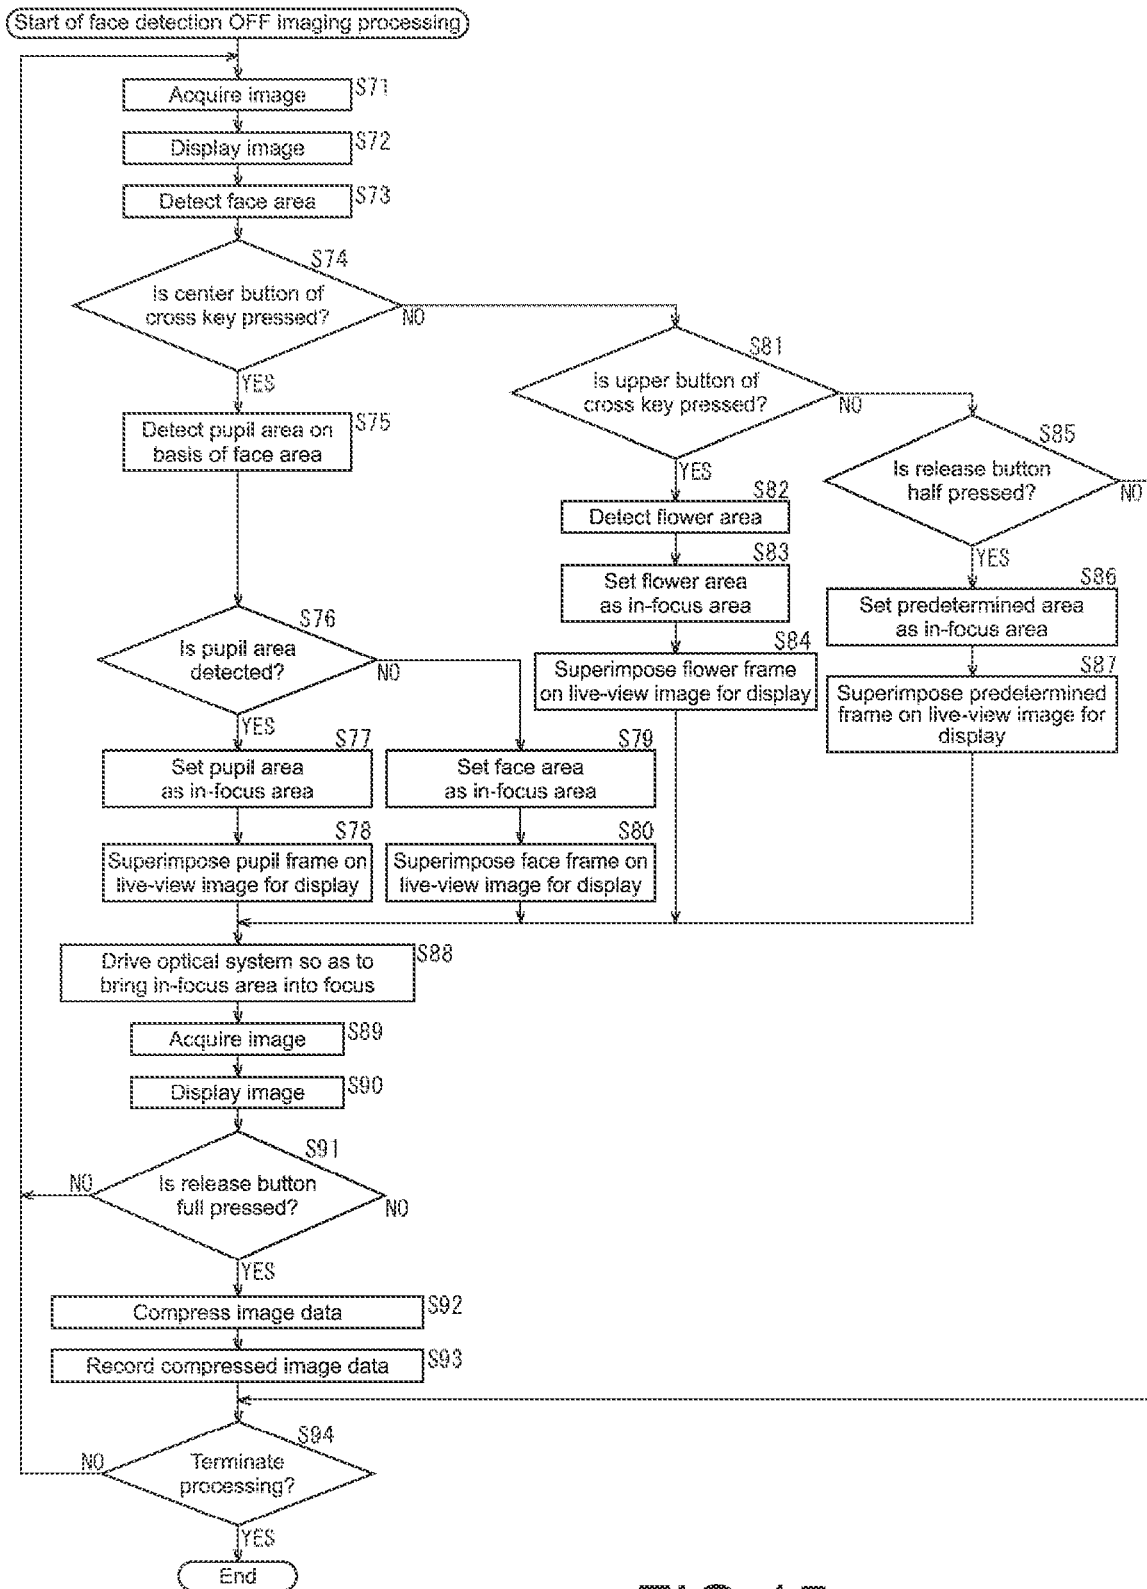 Start of face detection OFF imaging processing
Acquire image
S71
Display image
S72
Detect face area
S73
S74
Is center button of
cross key pressed?
NO
YES
Detect pupil area on
basis of face area
S75
S76
Is pupil area
detected?
NO
YES
S77
Set pupil area
as in-focus area
S78
Superimpose pupil frame on
live-view image for display
S79
Set face area
as in-focus area
S80
Superimpose face frame on
live-view image for display
S81
Is upper button of
cross key pressed?
NO
YES
S82
Detect flower area
S83
Set flower area
as in-focus area
S84
Superimpose flower frame
on live-view image for display
S85
Is release button
half pressed?
NO
YES
S86
Set predetermined area
as in-focus area
S87
Superimpose predetermined
frame on live-view image for
display
Drive optical system so as to
bring in-focus area into focus
S88
Acquire image
S89
Display image
S90
S91
Is release button
full pressed?
NO
NO
YES
Compress image data
S92
Record compressed image data
S93
S94
Terminate
processing?
NO
YES
End